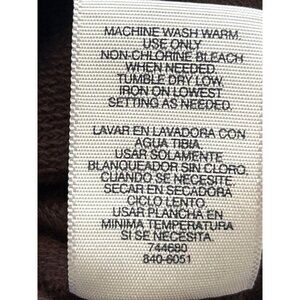 MACHINE WASH WARM.
USE ONLY
NON-CHLORINE BLEACH
WHEN NEEDED
TUMBLE DRY LOW
IRON ON LOWEST
SETTING AS NEEDED.
LAVAR EN LAVADORA CON
AGUA TIBIA.
USAR SOLAMENTE
BLANQUEADOR SIN CLORO,
CUANDO SE NECESITE
SECAR EN SECADORA
CICLO LENTO.
USAR PLANCHA EN
MINIMA TEMPERATURA
SI SE NECESITA.
744680
840-6051